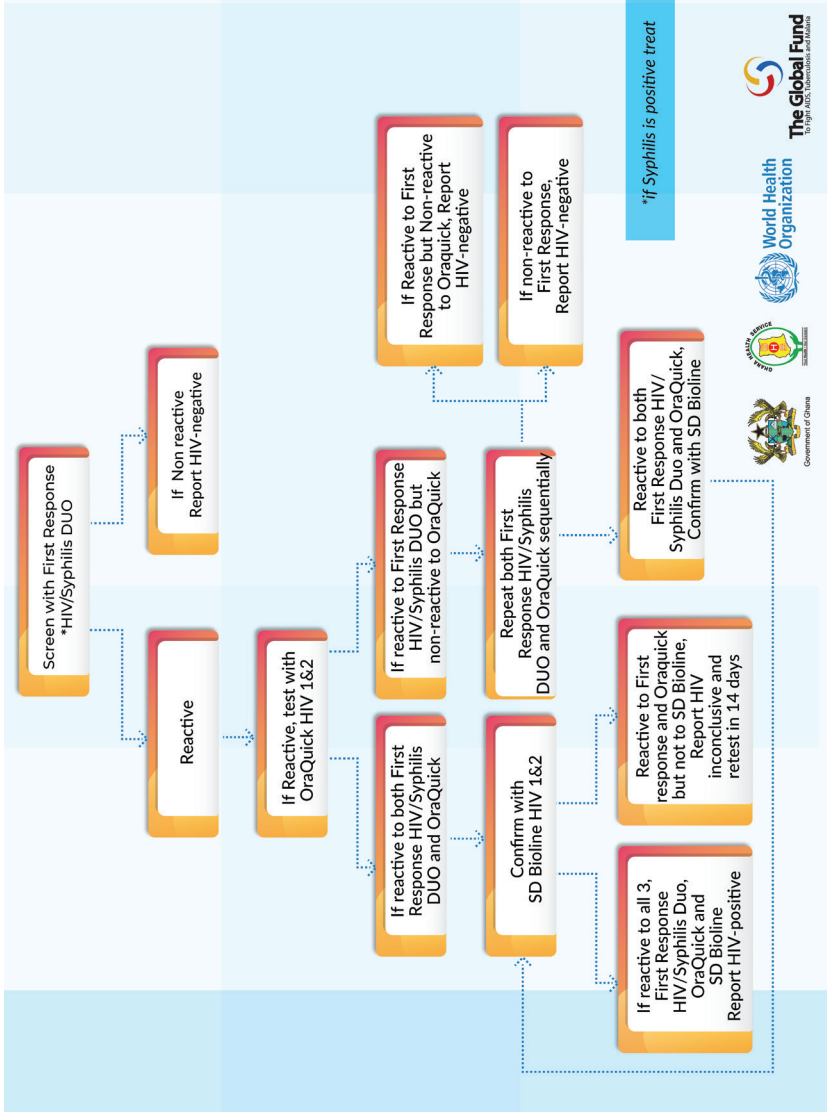 Screen with First Response
*HIV/Syphilis DUO
Reactive
If Non reactive
Report HIV-negative
If Reactive, test with
OraQuick HIV 1&2
If reactive to both First
Response HIV/Syphilis
DUO and OraQuick
If reactive to First Response
HIV/Syphilis DUO but
non-reactive to OraQuick
If Reactive to First
Response but Non-reactive
to Oraquick, Report
HIV-negative
Confirm with
SD Bioline HIV 1&2
Repeat both First
Response HIV/Syphilis
DUO and OraQuick sequentially
If non-reactive to
First Response,
Report HIV-negative
If reactive to all 3,
First Response
HIV/Syphilis Duo,
OraQuick and
SD Bioline
Report HIV-positive
Reactive to First
response and Oraquick
but not to SD Bioline,
Report HIV
inconclusive and
retest in 14 days
Reactive to both
First Response HIV/
Syphilis Duo and OraQuick,
Confirm with SD Bioline
*if Syphilis is positive treat
Government of Ghana
GHANA HEALTH SERVICE
World Health
Organization
The Global Fund
To Fight AIDS, Tuberculosis and Malaria